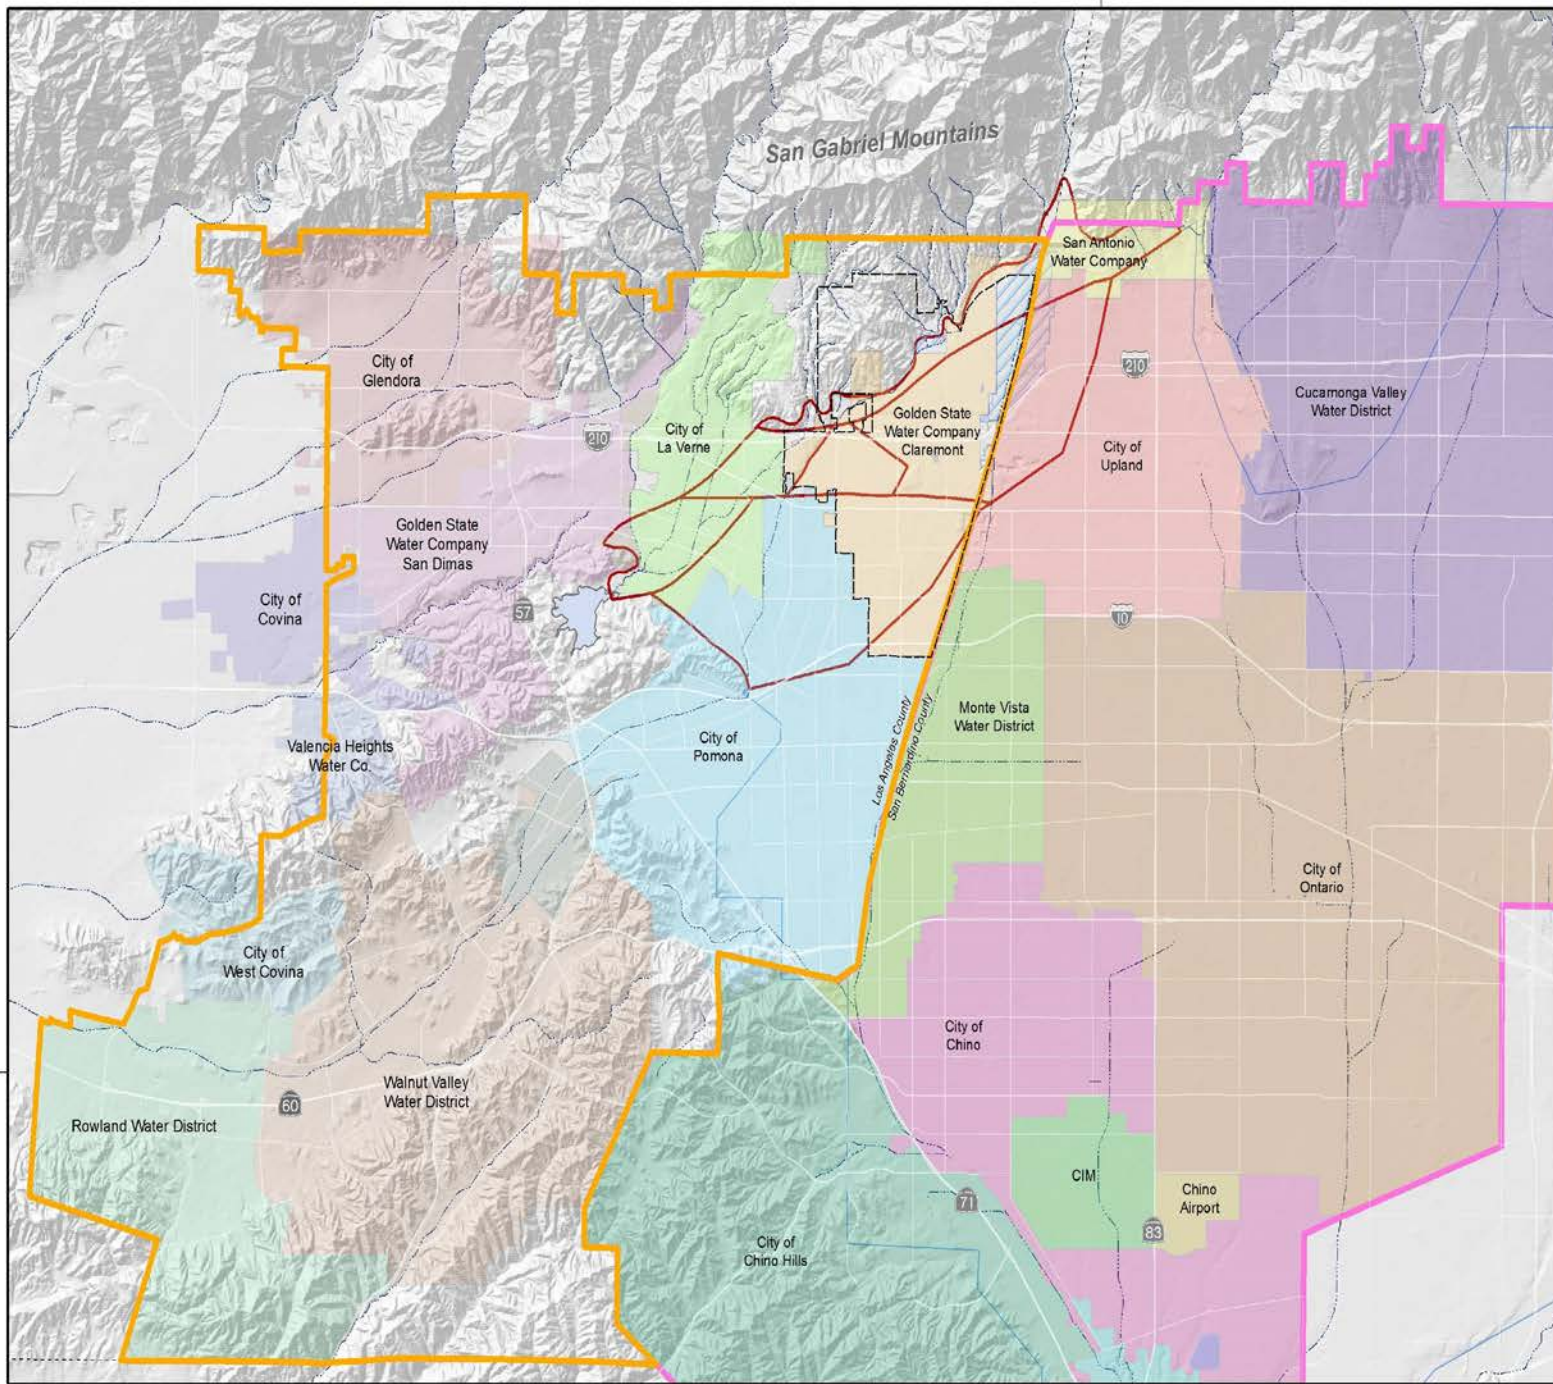 San Gabriel Mountains
San Antonio
Water Company
City of
Glendora
210
210
Cucamonga Valley
Water District
Golden State
Water Company
Claremont
City of
La Verne
City of
Upland
Golden State
Water Company
San Dimas
City of
Covina
57
10
Monte Vista
Water District
Los Angeles County
San Bernardino County
City of
Pomona
Valencia Heights
Water Co.
City of
Ontario
City of
West Covina
City of
Chino
Walnut Valley
Water District
60
Rowland Water District
CIM
Chino
Airport
71
83
City of
Chino Hills